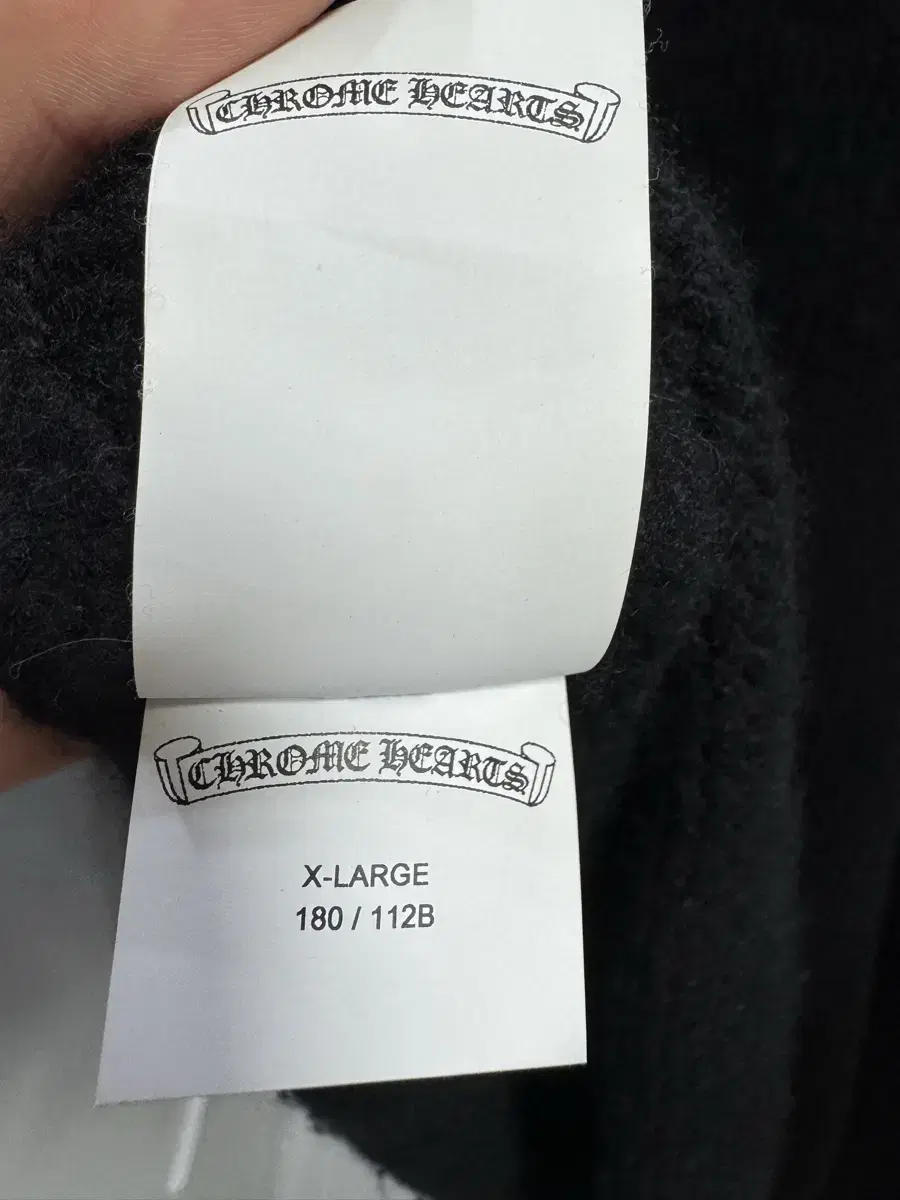 CHROME HEARTS
CHROME HEARTS
X-LARGE
180 / 112B